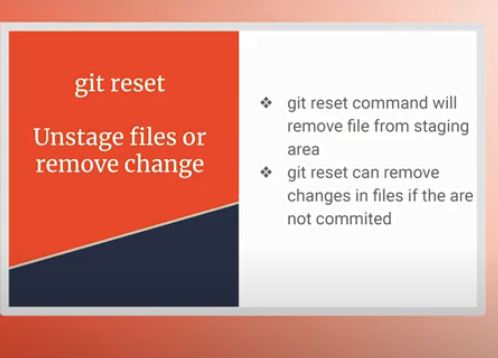 git reset
Unstage files or
remove change
❖ git reset command will
remove file from staging
area
❖ git reset can remove
changes in files if the are
not commited